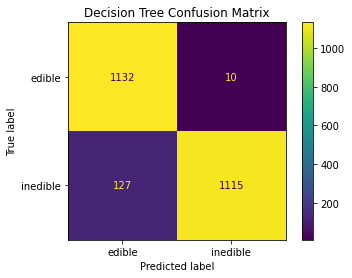 Decision Tree Confusion Matrix
True label
edible
inedible
1132
10
127
1115
edible
inedible
Predicted label
1000
800
600
400
200